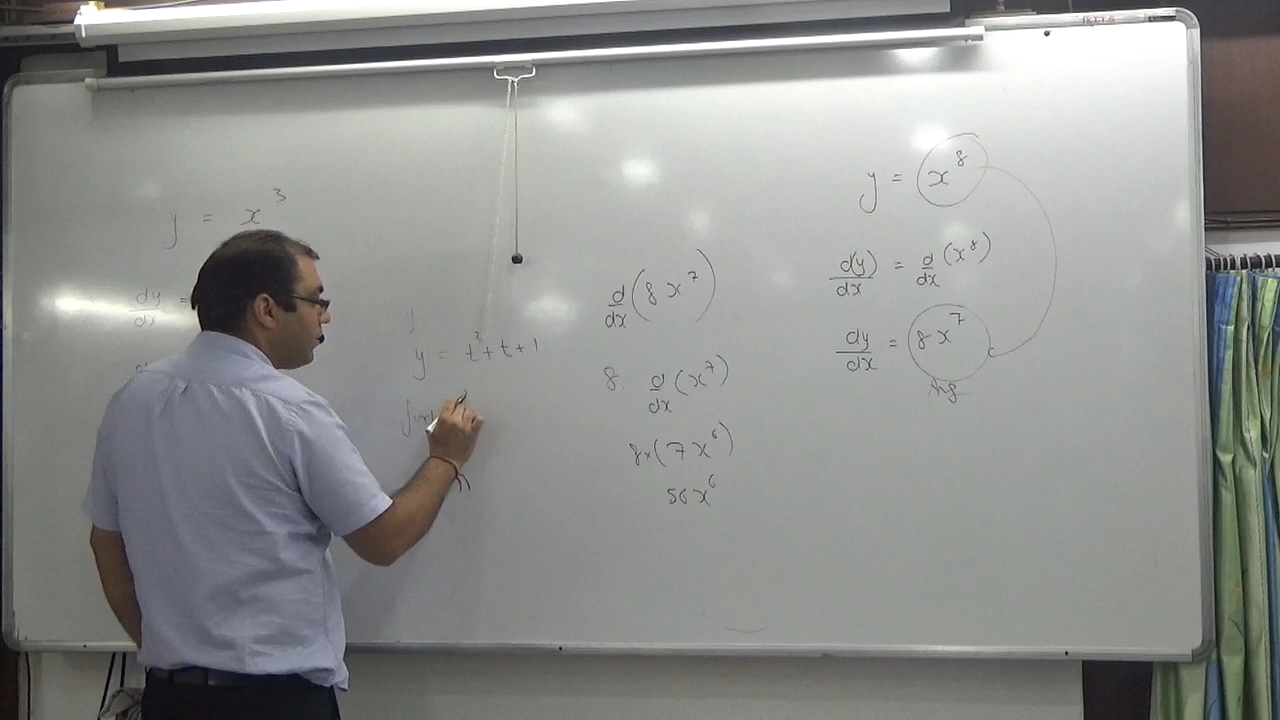 y = x³
dy/dx =
y = t² + t + 1
d/dx (8x⁷)
8. d/dx (x⁷)
8×(7x⁶)
56x⁶
y = x⁸
d(y)/dx = d/dx (x⁸)
dy/dx = 8x⁷
Ans